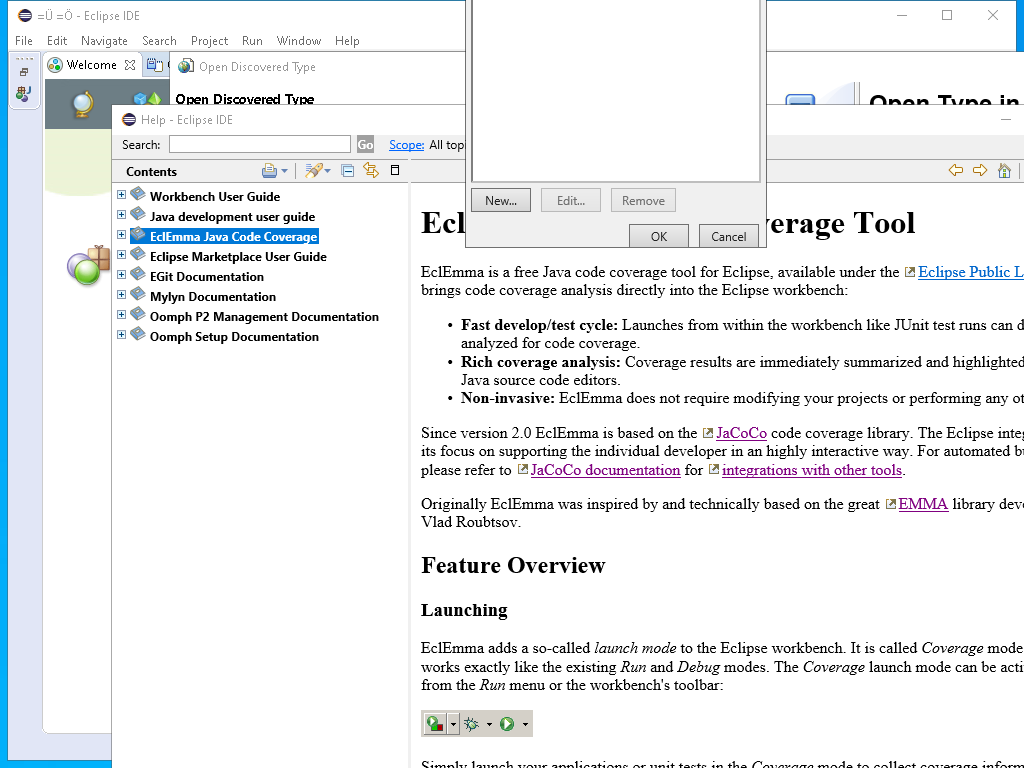 =Ü =Ö - Eclipse IDE
File Edit Navigate Search Project Run Window Help
Welcome
Open Discovered Type
Open Discovered Type
Open Type in
Help - Eclipse IDE
Search: Go Scope: All top
Contents
Workbench User Guide
Java development user guide
EclEmma Java Code Coverage
Eclipse Marketplace User Guide
EGit Documentation
Mylyn Documentation
Oomph P2 Management Documentation
Oomph Setup Documentation
New... Edit... Remove
OK Cancel
Ecl verage Tool
EclEmma is a free Java code coverage tool for Eclipse, available under the Eclipse Public L
brings code coverage analysis directly into the Eclipse workbench:
• Fast develop/test cycle: Launches from within the workbench like JUnit test runs can d
analyzed for code coverage.
• Rich coverage analysis: Coverage results are immediately summarized and highlighted
Java source code editors.
• Non-invasive: EclEmma does not require modifying your projects or performing any ot
Since version 2.0 EclEmma is based on the JaCoCo code coverage library. The Eclipse integ
its focus on supporting the individual developer in an highly interactive way. For automated bu
please refer to JaCoCo documentation for integrations with other tools.
Originally EclEmma was inspired by and technically based on the great EMMA library deve
Vlad Roubtsov.
Feature Overview
Launching
EclEmma adds a so-called launch mode to the Eclipse workbench. It is called Coverage mode
works exactly like the existing Run and Debug modes. The Coverage launch mode can be acti
from the Run menu or the workbench's toolbar:
Simply launch your applications or unit tests in the Coverage mode to collect coverage inform